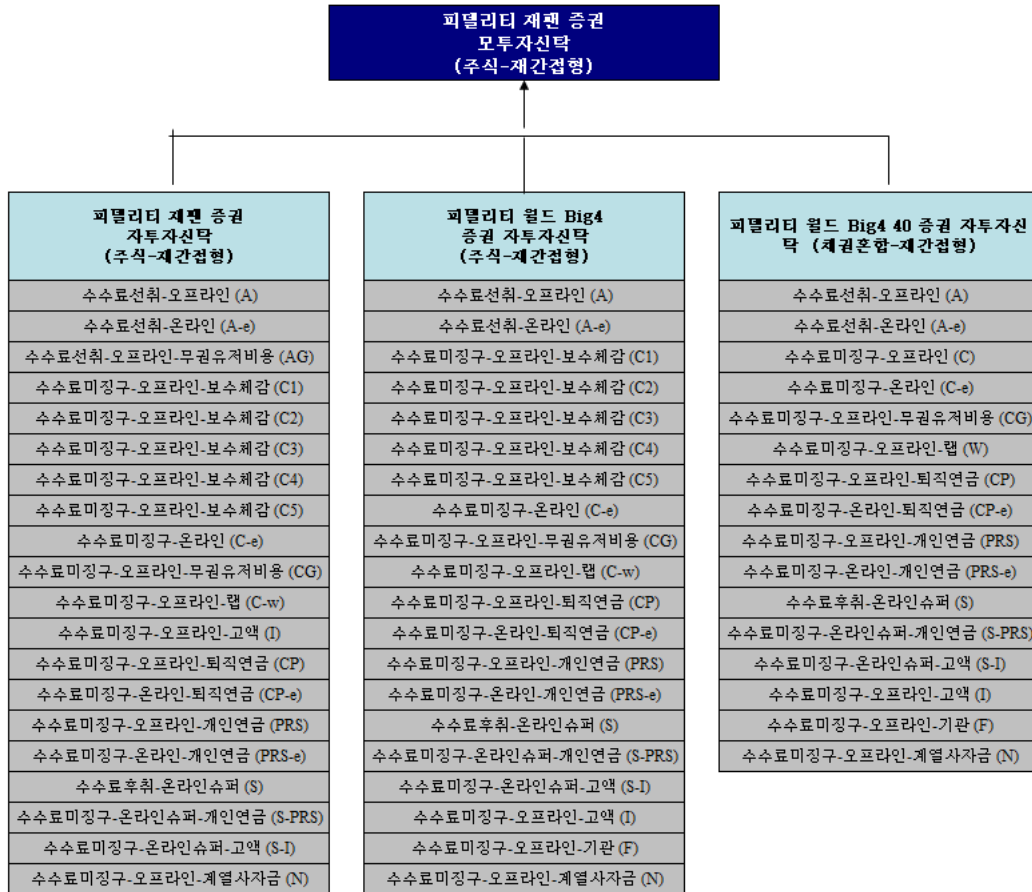 피델리티 재팬 증권
모투자신탁
(주식-재간접형)
피델리티 재팬 증권
자투자신탁
(주식-재간접형)
수수료선취-오프라인 (A)
수수료선취-온라인 (A-e)
수수료선취-오프라인-무권유저비용 (AG)
수수료미징구-오프라인-보수체감 (C1)
수수료미징구-오프라인-보수체감 (C2)
수수료미징구-오프라인-보수체감 (C3)
수수료미징구-오프라인-보수체감 (C4)
수수료미징구-오프라인-보수체감 (C5)
수수료미징구-온라인 (C-e)
수수료미징구-오프라인-무권유저비용 (CG)
수수료미징구-오프라인-랩 (C-w)
수수료미징구-오프라인-고액 (I)
수수료미징구-오프라인-퇴직연금 (CP)
수수료미징구-온라인-퇴직연금 (CP-e)
수수료미징구-오프라인-개인연금 (PRS)
수수료미징구-온라인-개인연금 (PRS-e)
수수료후취-온라인슈퍼 (S)
수수료미징구-온라인슈퍼-개인연금 (S-PRS)
수수료미징구-온라인슈퍼-고액 (S-I)
수수료미징구-오프라인-계열사자금 (N)
피델리티 월드 Big4
증권 자투자신탁
(주식-재간접형)
수수료선취-오프라인 (A)
수수료선취-온라인 (A-e)
수수료미징구-오프라인-보수체감 (C1)
수수료미징구-오프라인-보수체감 (C2)
수수료미징구-오프라인-보수체감 (C3)
수수료미징구-오프라인-보수체감 (C4)
수수료미징구-오프라인-보수체감 (C5)
수수료미징구-온라인 (C-e)
수수료미징구-오프라인-무권유저비용 (CG)
수수료미징구-오프라인-랩 (C-w)
수수료미징구-오프라인-퇴직연금 (CP)
수수료미징구-온라인-퇴직연금 (CP-e)
수수료미징구-오프라인-개인연금 (PRS)
수수료미징구-온라인-개인연금 (PRS-e)
수수료후취-온라인슈퍼 (S)
수수료미징구-온라인슈퍼-개인연금 (S-PRS)
수수료미징구-온라인슈퍼-고액 (S-I)
수수료미징구-오프라인-고액 (I)
수수료미징구-오프라인-기관 (F)
수수료미징구-오프라인-계열사자금 (N)
피델리티 월드 Big4 40 증권 자투자신
탁 (채권혼합-재간접형)
수수료선취-오프라인 (A)
수수료선취-온라인 (A-e)
수수료미징구-오프라인 (C)
수수료미징구-온라인 (C-e)
수수료미징구-오프라인-무권유저비용 (CG)
수수료미징구-오프라인-랩 (W)
수수료미징구-오프라인-퇴직연금 (CP)
수수료미징구-온라인-퇴직연금 (CP-e)
수수료미징구-오프라인-개인연금 (PRS)
수수료미징구-온라인-개인연금 (PRS-e)
수수료후취-온라인슈퍼 (S)
수수료미징구-온라인슈퍼-개인연금 (S-PRS)
수수료미징구-온라인슈퍼-고액 (S-I)
수수료미징구-오프라인-고액 (I)
수수료미징구-오프라인-기관 (F)
수수료미징구-오프라인-계열사자금 (N)